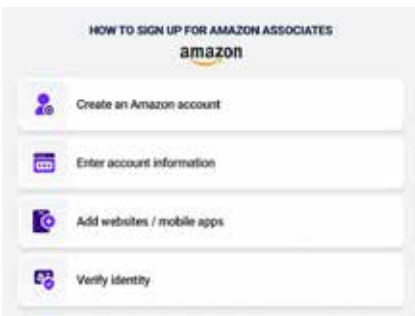 HOW TO SIGN UP FOR AMAZON ASSOCIATES
amazon
Create an Amazon account
Enter account information
Add websites / mobile apps
Verify identity